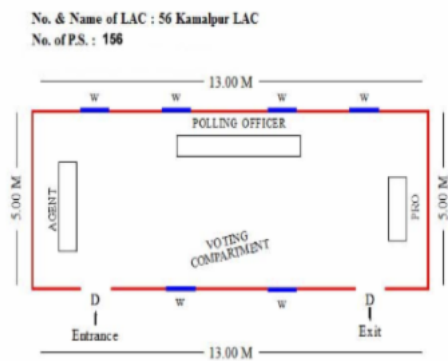 No. & Name of LAC : 56 Kamalpur LAC
No. of P.S. : 156
13.00 M
W W W W
POLLING OFFICER
5.00 M
AGENT
PRO
5.00 M
VOTING
COMPARTMENT
D W W D
Entrance
Exit
13.00 M